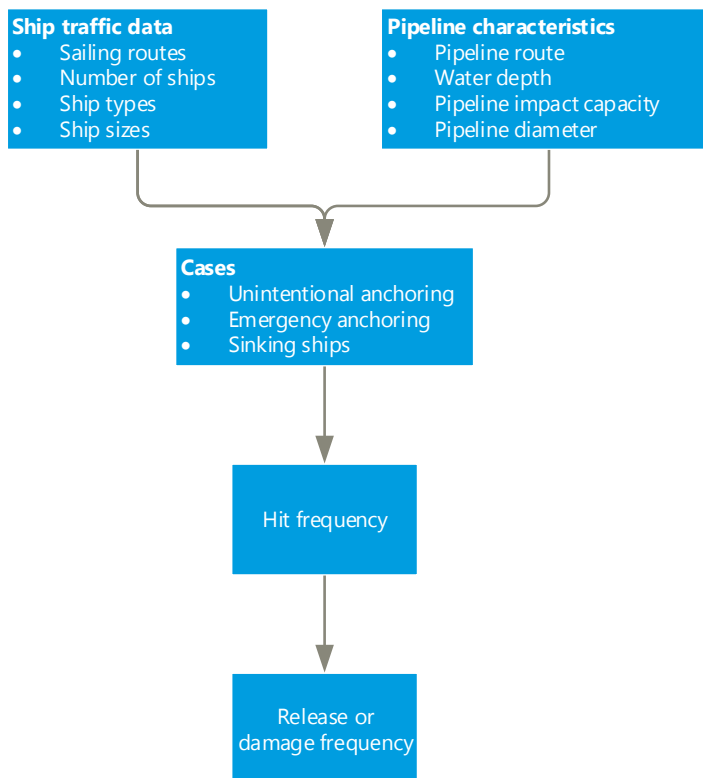 Ship traffic data
• Sailing routes
• Number of ships
• Ship types
• Ship sizes
Pipeline characteristics
• Pipeline route
• Water depth
• Pipeline impact capacity
• Pipeline diameter
Cases
• Unintentional anchoring
• Emergency anchoring
• Sinking ships
Hit frequency
Release or
damage frequency